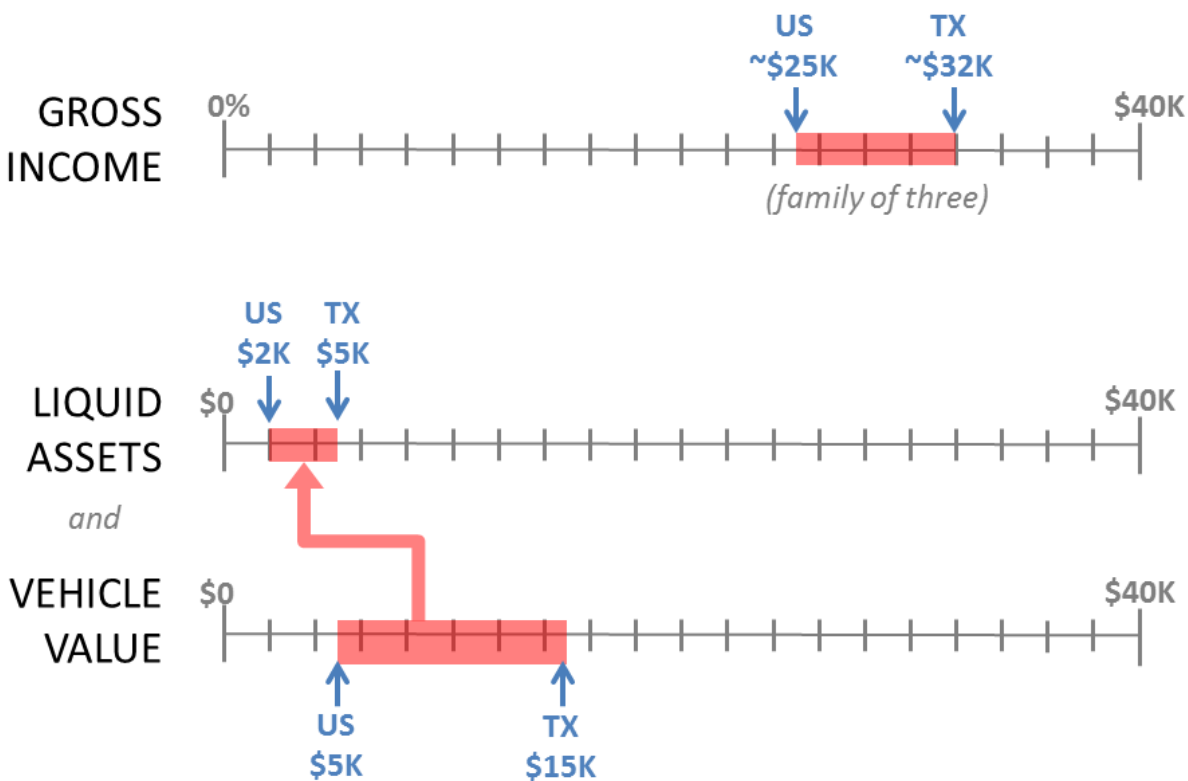 US
~$25K
TX
~$32K
GROSS
INCOME
0%
$40K
(family of three)
US
$2K
TX
$5K
LIQUID
ASSETS
$0
$40K
and
VEHICLE
VALUE
$0
$40K
US
$5K
TX
$15K